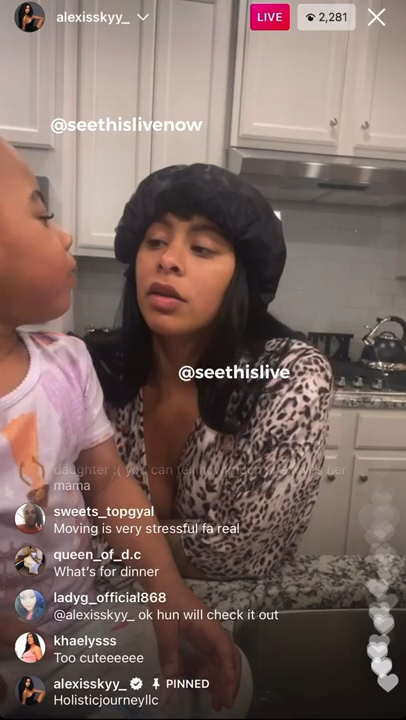 alexisskyy_
LIVE
2,281
@seethislivenow
@seethislive
mama
sweets_topgyal
Moving is very stressful fa real
queen_of_d.c
What's for dinner
ladyg_official868
@alexisskyy_ ok hun will check it out
khaelysss
Too cuteeeeee
alexisskyy_ PINNED
Holisticjourneyllc